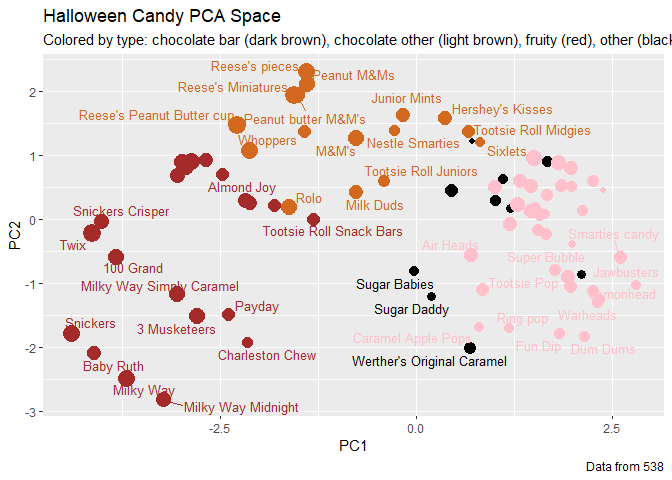 Halloween Candy PCA Space
Colored by type: chocolate bar (dark brown), chocolate other (light brown), fruity (red), other (black
Reese's pieces
Peanut M&Ms
Reese's Miniatures
Junior Mints
Hershey's Kisses
Reese's Peanut Butter cup
Peanut butter M&M's
Tootsie Roll Midgies
Whoppers
M&M's
Nestle Smarties
Sixlets
Tootsie Roll Juniors
Almond Joy
Rolo
Milk Duds
Snickers Crisper
Tootsie Roll Snack Bars
Twix
Air Heads
Smarties candy
100 Grand
Super Bubble
Jawbusters
Milky Way Simply Caramel
Sugar Babies
Tootsie Pop
monhead
Payday
Sugar Daddy
Snickers
3 Musketeers
Ring pop
Warheads
Charleston Chew
Caramel Apple Pops
Fun Dip
Dum Dums
Baby Ruth
Werther's Original Caramel
Milky Way
Milky Way Midnight
2
1
0
-1
-2
-3
PC2
-2.5
0.0
2.5
PC1
Data from 538